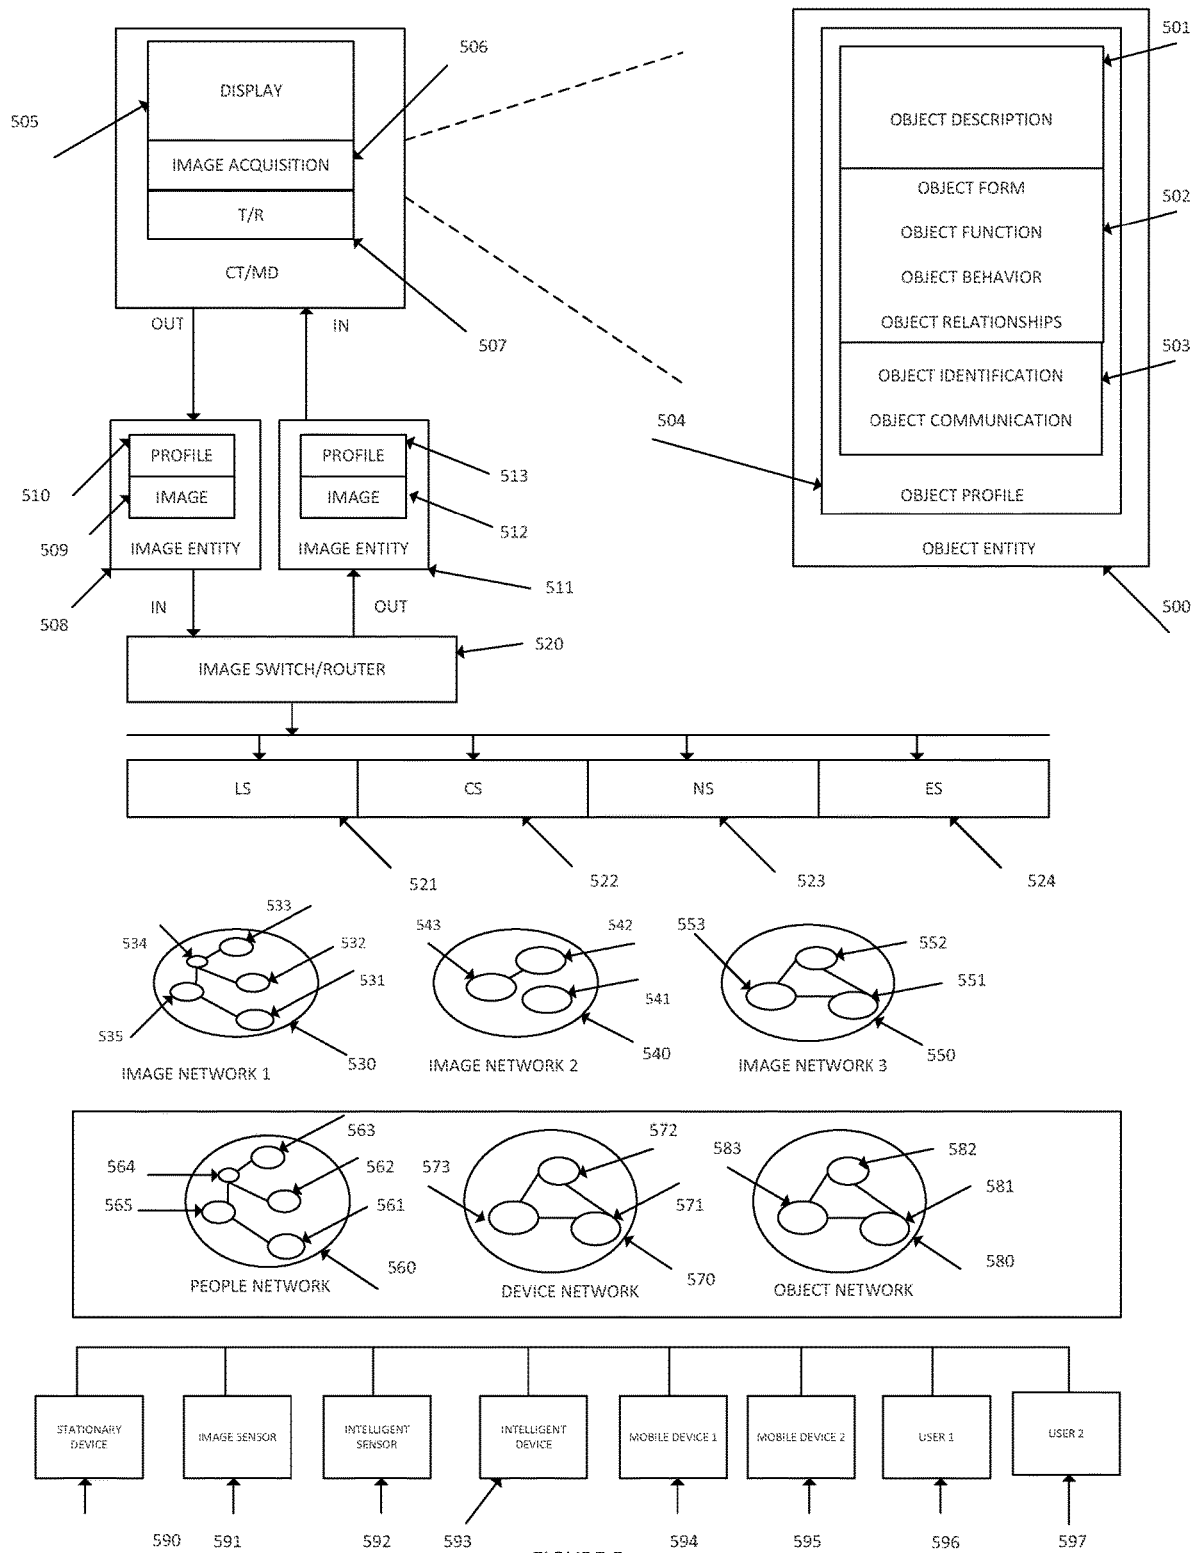 505
DISPLAY
506
IMAGE ACQUISITION
T/R
CT/MD
507
OUT
IN
501
OBJECT DESCRIPTION
OBJECT FORM
502
OBJECT FUNCTION
OBJECT BEHAVIOR
OBJECT RELATIONSHIPS
503
OBJECT IDENTIFICATION
OBJECT COMMUNICATION
504
OBJECT PROFILE
OBJECT ENTITY
500
PROFILE
510
IMAGE
509
IMAGE ENTITY
508
PROFILE
513
IMAGE
512
IMAGE ENTITY
511
IN
OUT
520
IMAGE SWITCH/ROUTER
LS
CS
NS
ES
521
522
523
524
533
534
532
531
535
530
IMAGE NETWORK 1
543
542
541
540
IMAGE NETWORK 2
553
552
551
550
IMAGE NETWORK 3
563
564
562
565
561
560
PEOPLE NETWORK
572
573
571
570
DEVICE NETWORK
583
582
581
580
OBJECT NETWORK
STATIONARY
DEVICE
IMAGE SENSOR
INTELLIGENT
SENSOR
INTELLIGENT
DEVICE
MOBILE DEVICE 1
MOBILE DEVICE 2
USER 1
USER 2
590
591
592
593
594
595
596
597